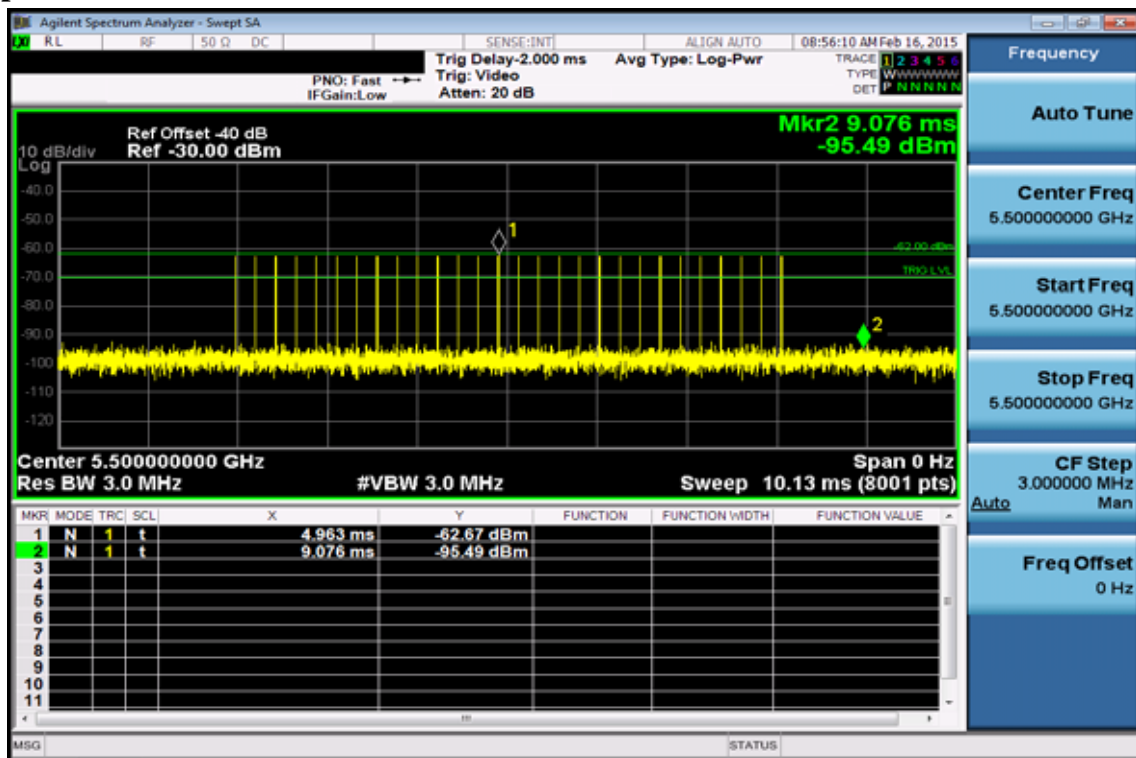 Agilent Spectrum Analyzer - Swept SA
RL RF 50 Ω DC SENSE:INT ALIGN AUTO 08:56:10 AM Feb 16, 2015
Trig Delay-2.000 ms Avg Type: Log-Pwr TRACE 1 2 3 4 5 6
PNO: Fast Trig: Video TYPE WWWWWW
IFGain:Low Atten: 20 dB DET P N N N N N
Mkr2 9.076 ms
-95.49 dBm
Ref Offset -40 dB
10 dB/div Ref -30.00 dBm
Log
-40.0
-50.0
1
-60.0
-62.00 dBm
-70.0
TRIG LVL
-80.0
-90.0
2
-100
-110
-120
Center 5.500000000 GHz Span 0 Hz
Res BW 3.0 MHz #VBW 3.0 MHz Sweep 10.13 ms (8001 pts)
MKR MODE TRC SCL X Y FUNCTION FUNCTION WIDTH FUNCTION VALUE
1 N 1 t 4.963 ms -62.67 dBm
2 N 1 t 9.076 ms -95.49 dBm
3
4
5
6
7
8
9
10
11
MSG STATUS
Frequency
Auto Tune
Center Freq
5.500000000 GHz
Start Freq
5.500000000 GHz
Stop Freq
5.500000000 GHz
CF Step
3.000000 MHz
Auto Man
Freq Offset
0 Hz